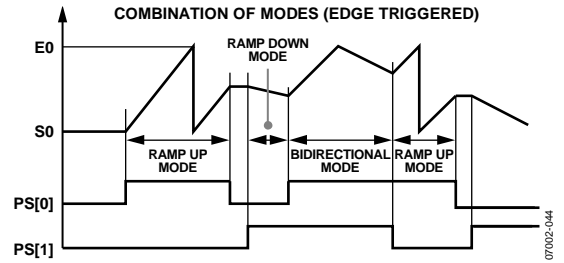 COMBINATION OF MODES (EDGE TRIGGERED)
E0
RAMP DOWN
MODE
S0
RAMP UP
MODE
BIDIRECTIONAL
MODE
RAMP UP
MODE
PS[0]
PS[1]
07002-044